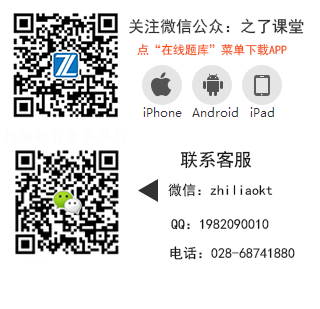 关注微信公众：之了课堂
点“在线题库”菜单下载APP
iPhone Android iPad
联系客服
微信：zhiliaokt
QQ：1982090010
电话：028-68741880